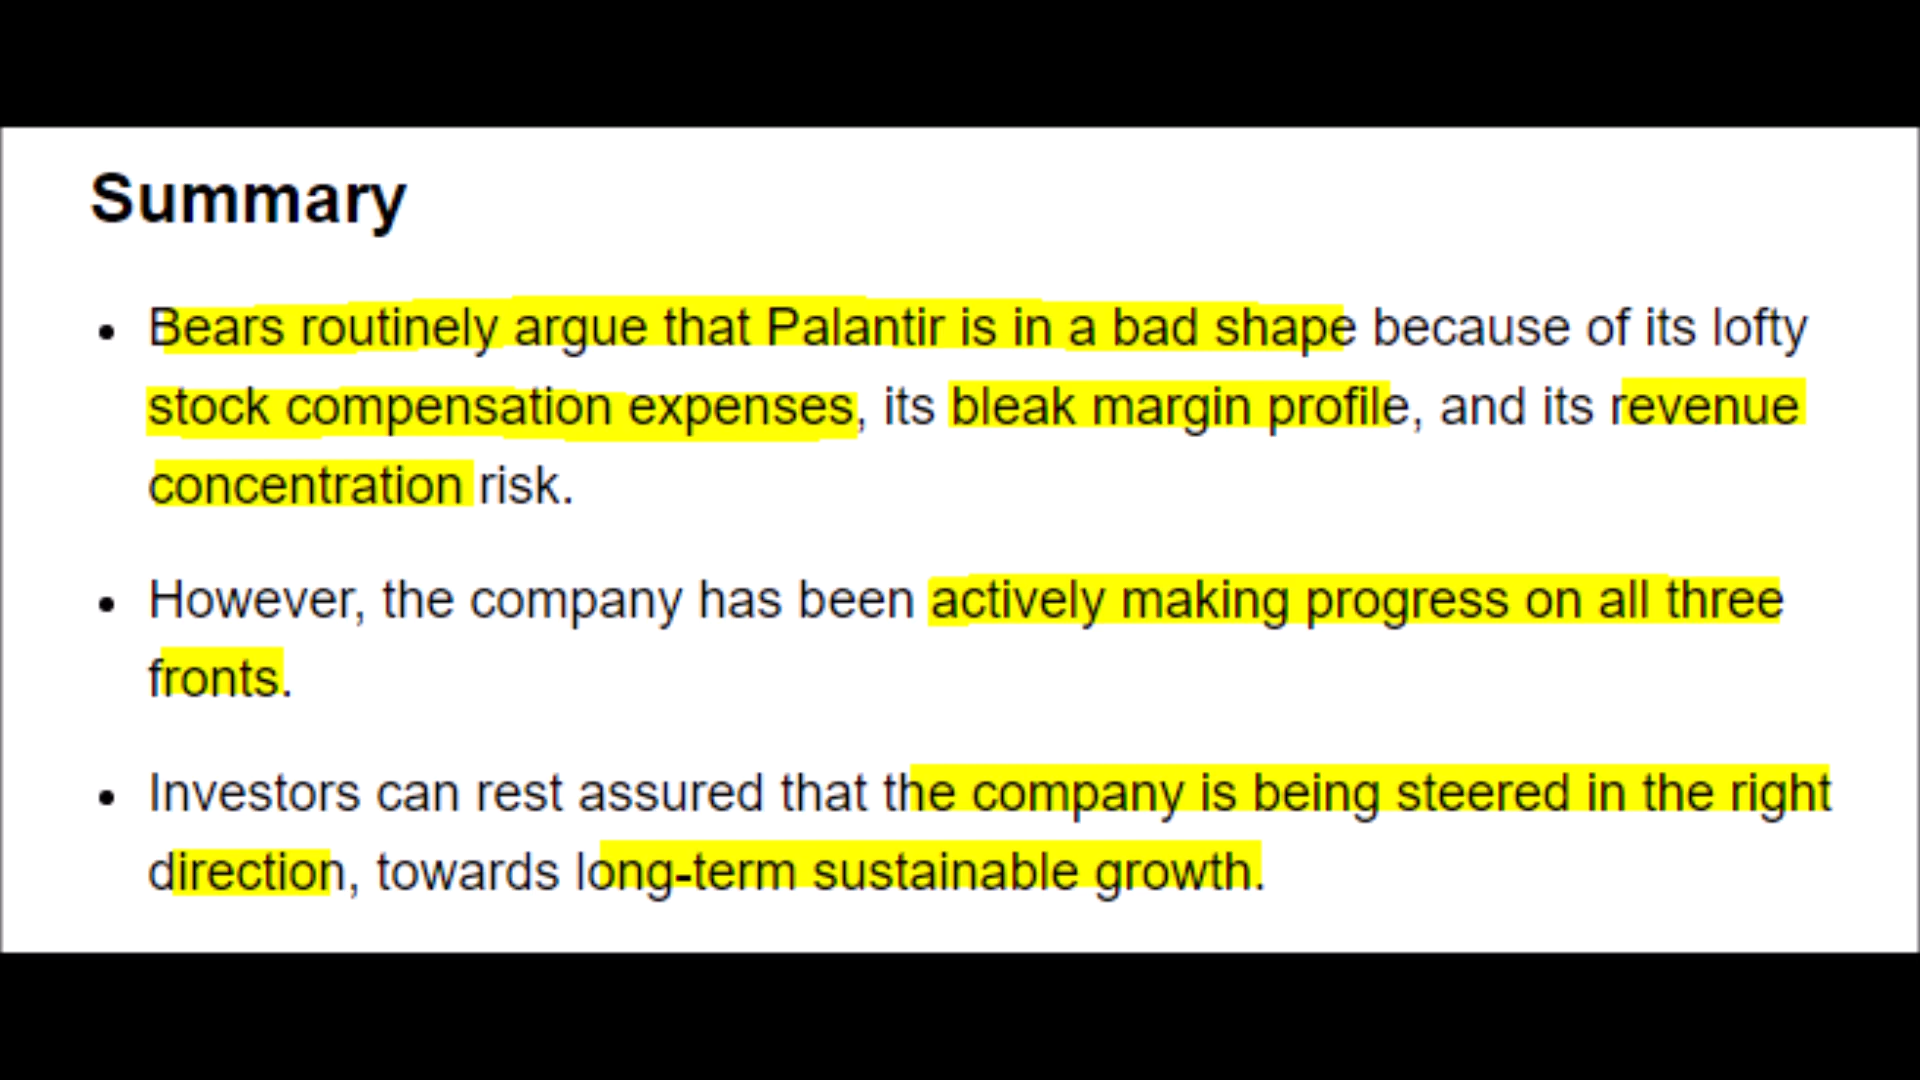 Summary
Bears routinely argue that Palantir is in a bad shape because of its lofty
stock compensation expenses, its bleak margin profile, and its revenue
concentration risk.
However, the company has been actively making progress on all three
fronts.
Investors can rest assured that the company is being steered in the right
direction, towards long-term sustainable growth.